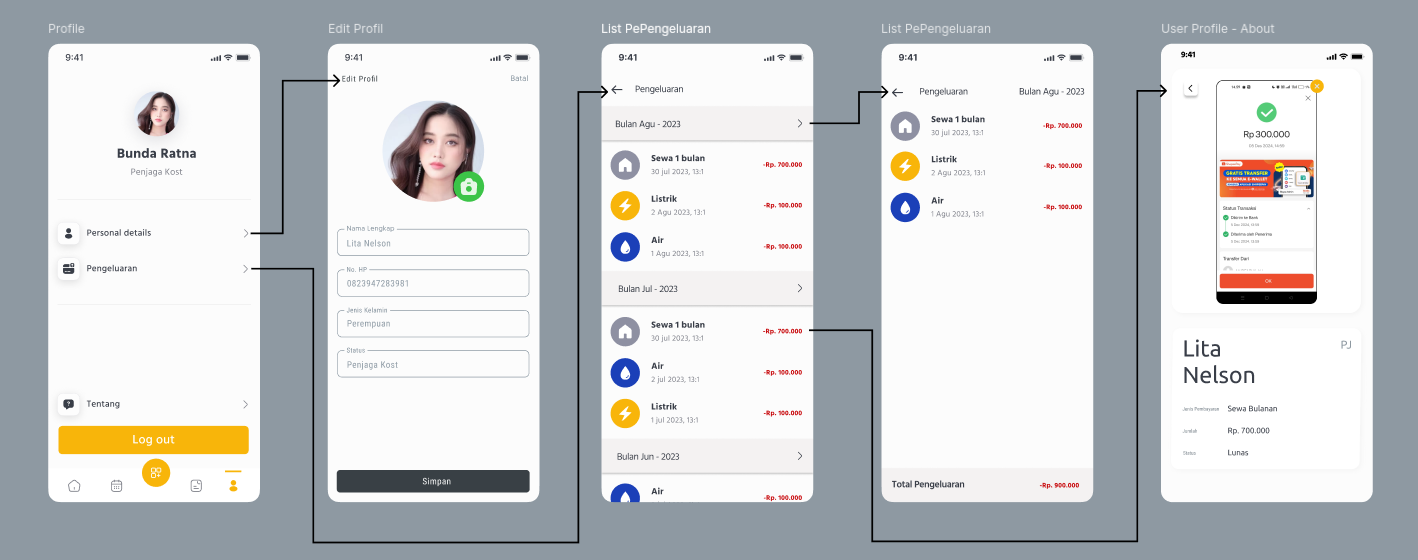 Profile
9:41
Bunda Ratna
Penjaga Kost
Personal details
Pengeluaran
Tentang
Log out
Edit Profil
9:41
Edit Profil
Batal
Nama Lengkap
Lita Nelson
No. HP
0823947283981
Jenis Kelamin
Perempuan
Status
Penjaga Kost
Simpan
List PePengeluaran
9:41
Pengeluaran
Bulan Agu - 2023
Sewa 1 bulan
-Rp. 700.000
30 jul 2023, 13:1
Listrik
-Rp. 100.000
2 Agu 2023, 13:1
Air
-Rp. 100.000
1 Agu 2023, 13:1
Bulan Jul - 2023
Sewa 1 bulan
-Rp. 700.000
30 jul 2023, 13:1
Air
-Rp. 100.000
2 jul 2023, 13:1
Listrik
-Rp. 100.000
1 jul 2023, 13:1
Bulan Jun - 2023
Air
-Rp. 100.000
List PePengeluaran
9:41
Pengeluaran
Bulan Agu - 2023
Sewa 1 bulan
-Rp. 700.000
30 jul 2023, 13:1
Listrik
-Rp. 100.000
2 Agu 2023, 13:1
Air
-Rp. 100.000
1 Agu 2023, 13:1
Total Pengeluaran
-Rp. 900.000
User Profile - About
9:41
Rp 300.000
GRATIS TRANSFER
KE SEMUA E-WALLET
Status Transaksi
Dikirim ke Bank
Diterima oleh Penerima
Transfer Dari
OK
Lita
Nelson
PJ
Jenis Pembayaran
Sewa Bulanan
Jumlah
Rp. 700.000
Status
Lunas